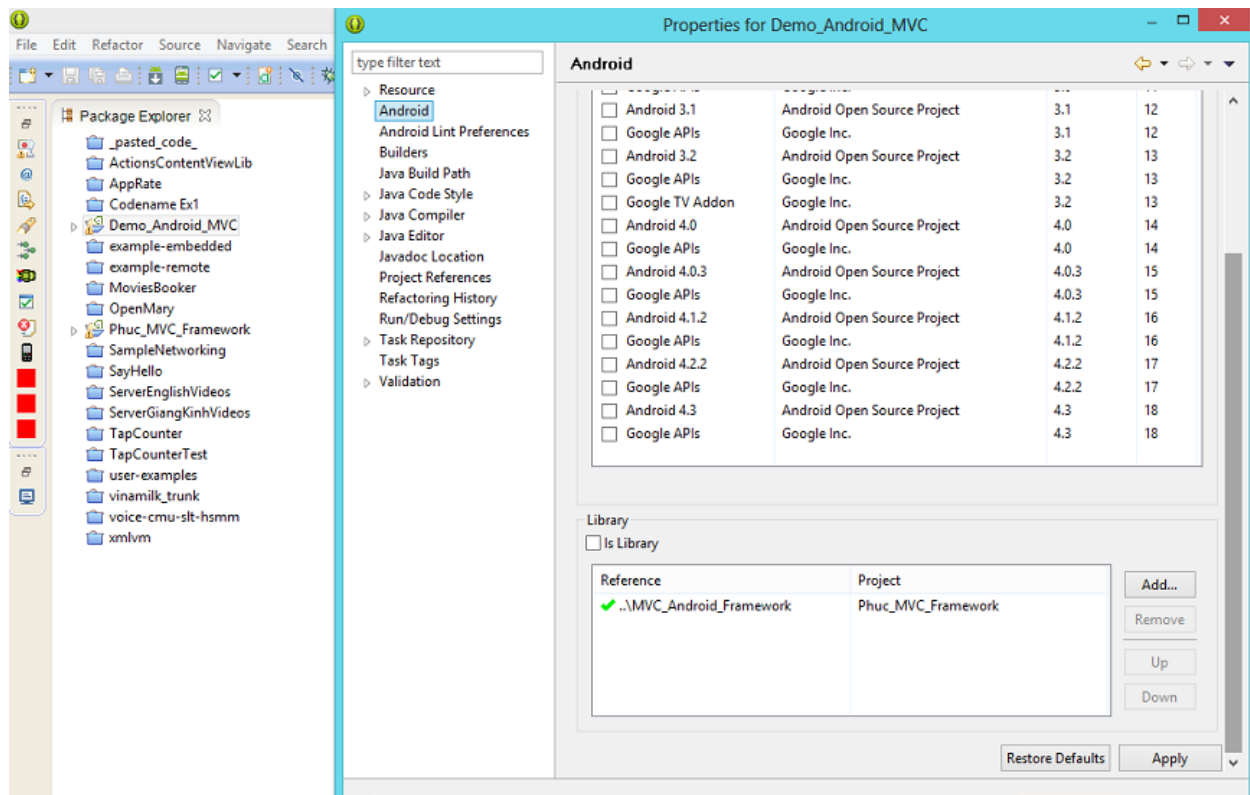 Properties for Demo_Android_MVC
File Edit Refactor Source Navigate Search
Package Explorer
_pasted_code_
ActionsContentViewLib
AppRate
Codename Ex1
Demo_Android_MVC
example-embedded
example-remote
MoviesBooker
OpenMary
Phuc_MVC_Framework
SampleNetworking
SayHello
ServerEnglishVideos
ServerGiangKinhVideos
TapCounter
TapCounterTest
user-examples
vinamilk_trunk
voice-cmu-slt-hsmm
xmlvm
type filter text
Resource
Android
Android Lint Preferences
Builders
Java Build Path
Java Code Style
Java Compiler
Java Editor
Javadoc Location
Project References
Refactoring History
Run/Debug Settings
Task Repository
Task Tags
Validation
Android
Android 3.1 Android Open Source Project 3.1 12
Google APIs Google Inc. 3.1 12
Android 3.2 Android Open Source Project 3.2 13
Google APIs Google Inc. 3.2 13
Google TV Addon Google Inc. 3.2 13
Android 4.0 Android Open Source Project 4.0 14
Google APIs Google Inc. 4.0 14
Android 4.0.3 Android Open Source Project 4.0.3 15
Google APIs Google Inc. 4.0.3 15
Android 4.1.2 Android Open Source Project 4.1.2 16
Google APIs Google Inc. 4.1.2 16
Android 4.2.2 Android Open Source Project 4.2.2 17
Google APIs Google Inc. 4.2.2 17
Android 4.3 Android Open Source Project 4.3 18
Google APIs Google Inc. 4.3 18
Library
Is Library
Reference Project
..\MVC_Android_Framework Phuc_MVC_Framework
Add...
Remove
Up
Down
Restore Defaults Apply